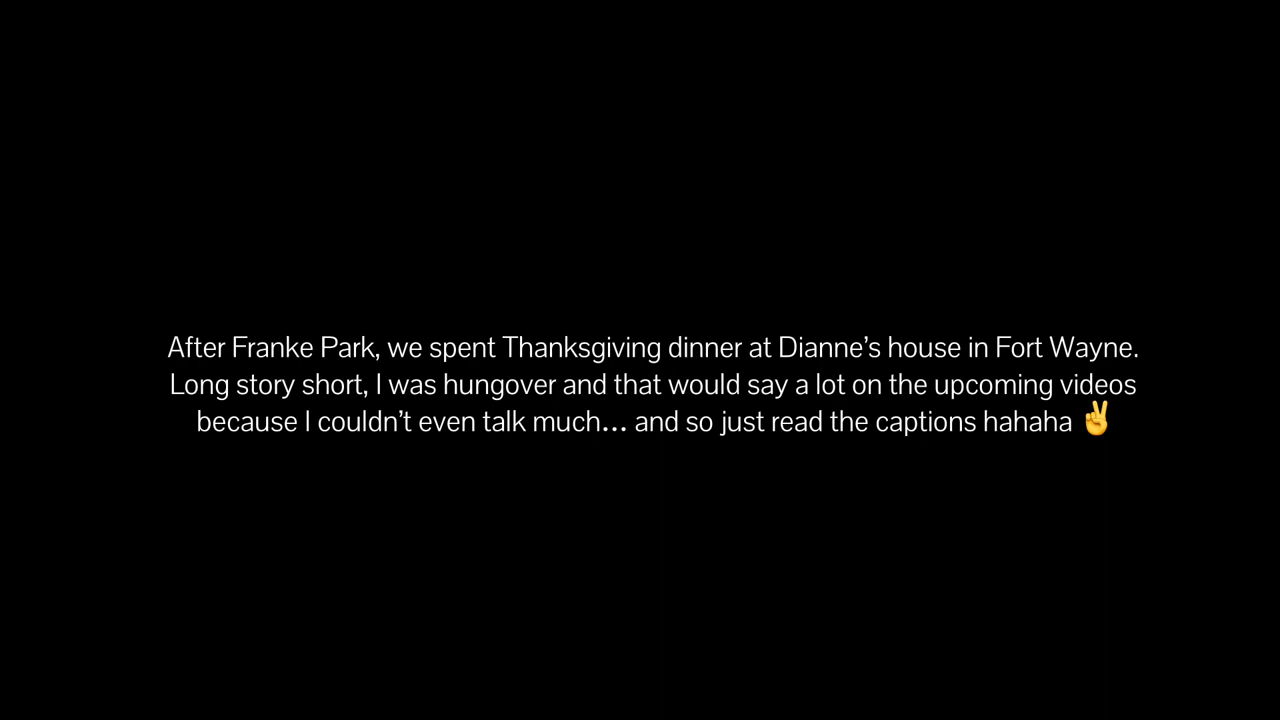 After Franke Park, we spent Thanksgiving dinner at Dianne’s house in Fort Wayne.
Long story short, I was hungover and that would say a lot on the upcoming videos
because I couldn’t even talk much… and so just read the captions hahaha ✌️